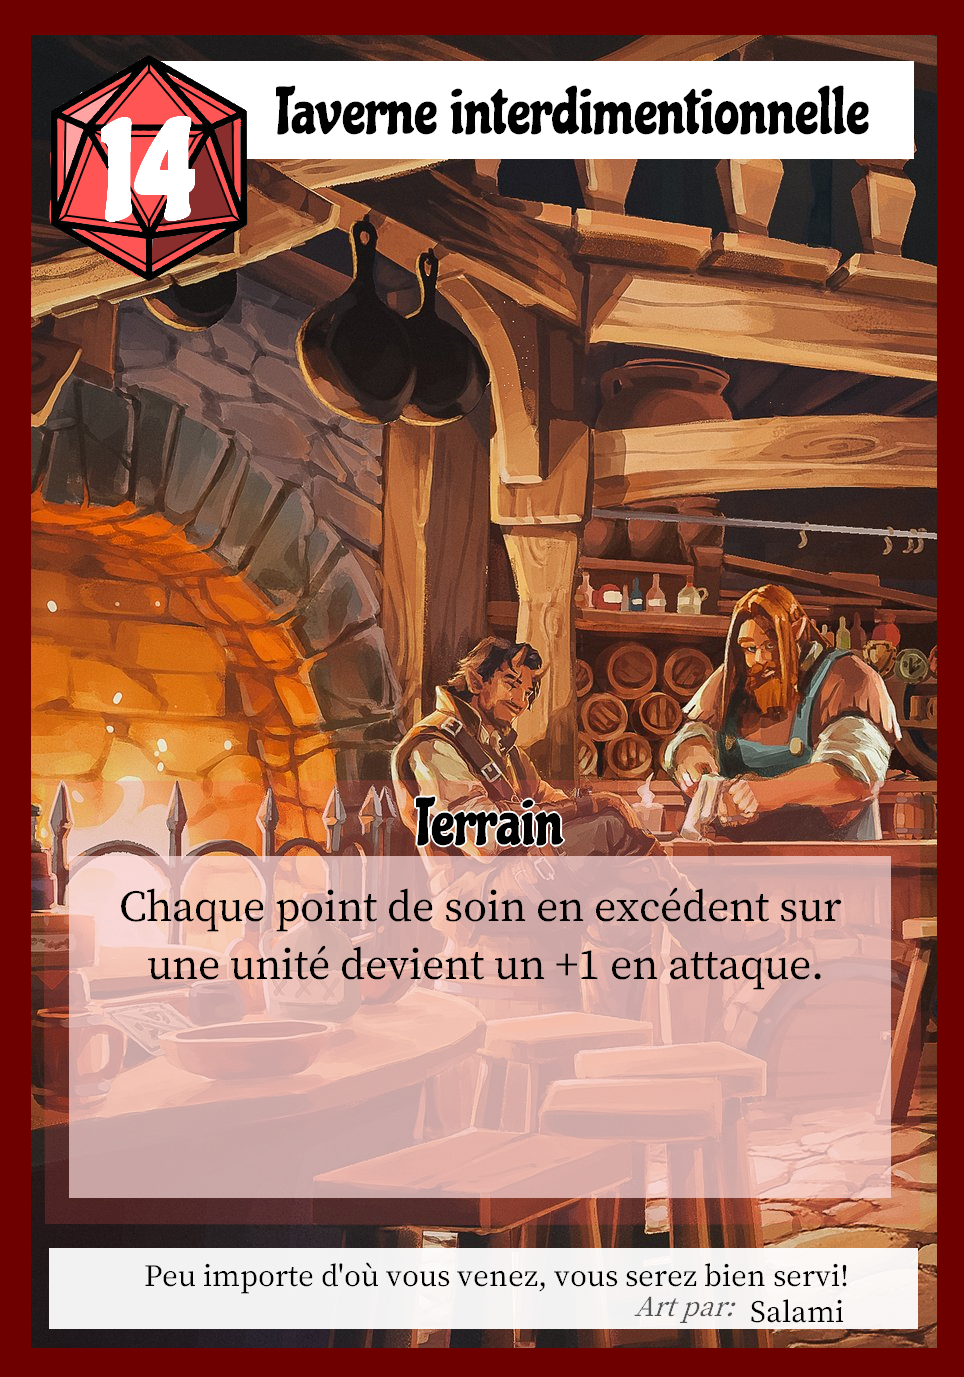 14
Taverne interdimentionnelle
Terrain
Chaque point de soin en excédent sur
une unité devient un +1 en attaque.
Peu importe d'où vous venez, vous serez bien servi!
Art par: Salami